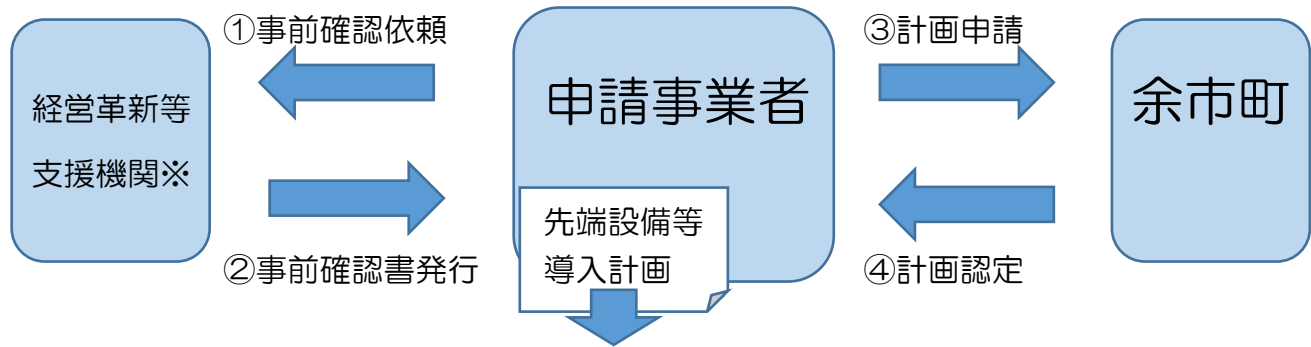 ①事前確認依頼
③計画申請
経営革新等
支援機関※
申請事業者
余市町
先端設備等
導入計画
②事前確認書発行
④計画認定